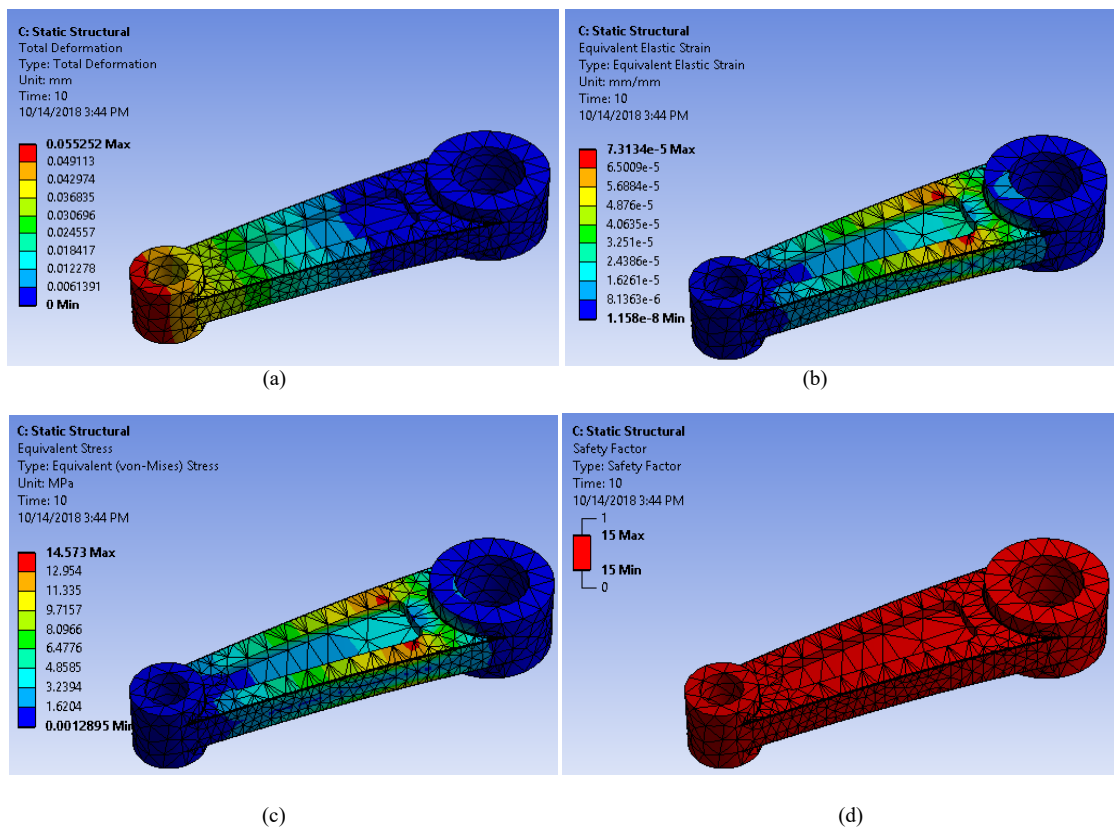 C: Static Structural
Total Deformation
Type: Total Deformation
Unit: mm
Time: 10
10/14/2018 3:44 PM
0.055252 Max
0.049113
0.042974
0.036835
0.030696
0.024557
0.018417
0.012278
0.0061391
0 Min
(a)
C: Static Structural
Equivalent Elastic Strain
Type: Equivalent Elastic Strain
Unit: mm/mm
Time: 10
10/14/2018 3:44 PM
7.3134e-5 Max
6.5009e-5
5.6884e-5
4.876e-5
4.0635e-5
3.251e-5
2.4386e-5
1.6261e-5
8.1363e-6
1.158e-8 Min
(b)
C: Static Structural
Equivalent Stress
Type: Equivalent (von-Mises) Stress
Unit: MPa
Time: 10
10/14/2018 3:44 PM
14.573 Max
12.954
11.335
9.7157
8.0966
6.4776
4.8585
3.2394
1.6204
0.0012895 Min
(c)
C: Static Structural
Safety Factor
Type: Safety Factor
Time: 10
10/14/2018 3:44 PM
1
15 Max
15 Min
0
(d)